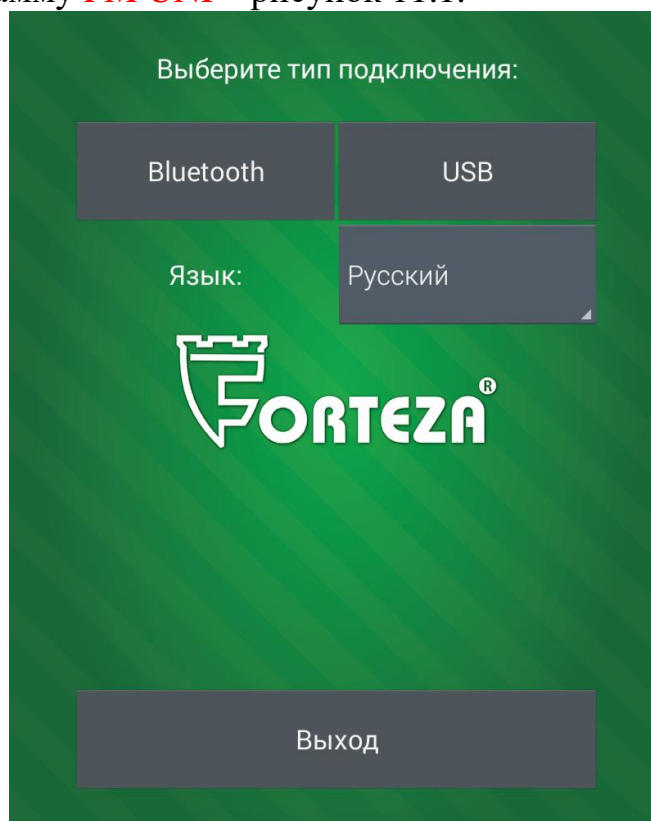 Выберите тип подключения:
Bluetooth USB
Язык: Русский
FORTEZA®
Выход